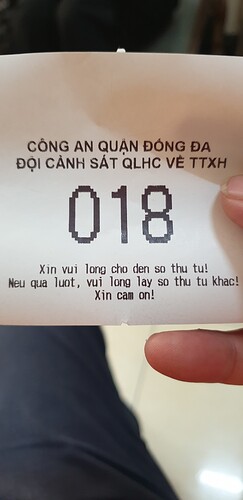 CÔNG AN QUẬN ĐỐNG ĐA
ĐỘI CẢNH SÁT QLHC VỀ TTXH
018
Xin vui long cho den so thu tu!
Neu qua luot, vui long lay so thu tu khac!
Xin cam on!